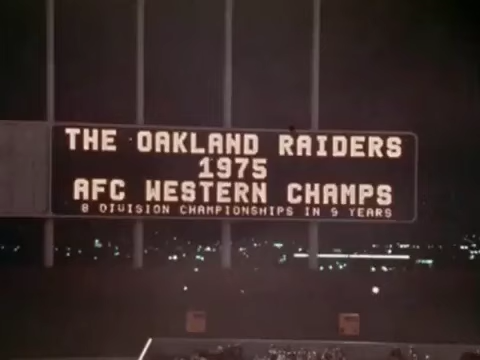 THE OAKLAND RAIDERS
1975
AFC WESTERN CHAMPS
8 DIVISION CHAMPIONSHIPS IN 9 YEARS